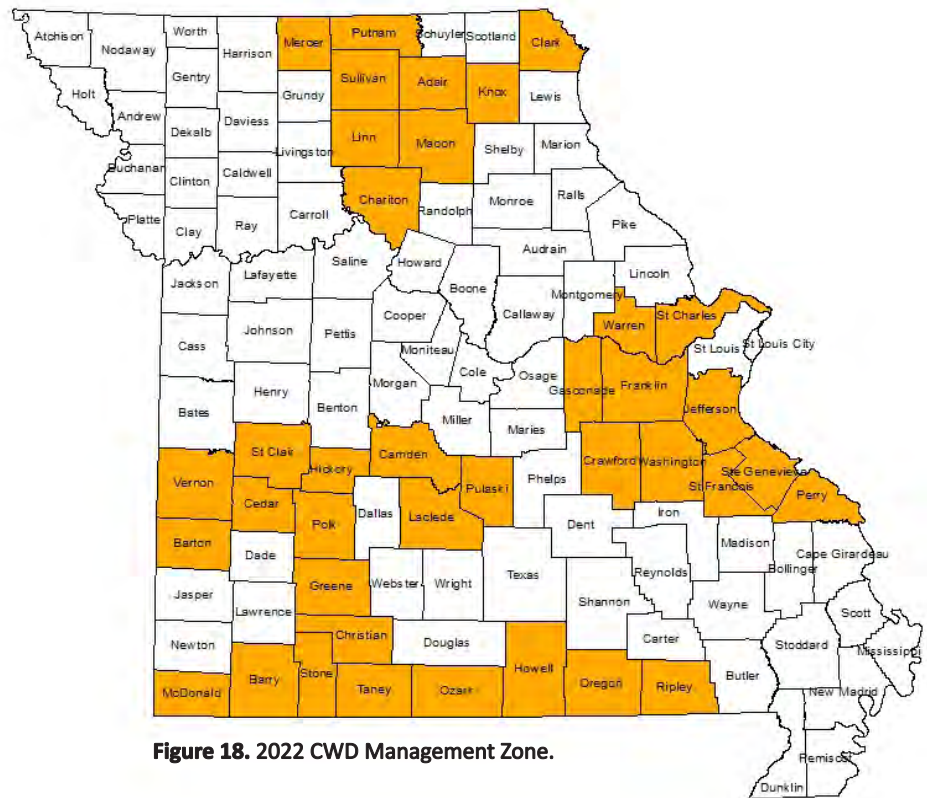 Atchison
Nodaway
Worth
Harrison
Mercer
Putnam
Schuyler
Scotland
Clark
Holt
Gentry
Grundy
Sullivan
Adair
Knox
Lewis
Andrew
Dekalb
Daviess
Livingston
Linn
Macon
Shelby
Marion
Buchanan
Clinton
Caldwell
Chariton
Randolph
Monroe
Ralls
Pike
Platte
Clay
Ray
Carroll
Audrain
Jackson
Lafayette
Saline
Howard
Boone
Callaway
Montgomery
Lincoln
Cass
Johnson
Pettis
Cooper
Moniteau
Cole
Osage
Gasconade
Warren
St Charles
St Louis
St Louis City
Franklin
Jefferson
Bates
Henry
Benton
Morgan
Miller
Maries
Vernon
St Clair
Hickory
Camden
Pulaski
Phelps
Crawford
Washington
St Francois
Ste Genevieve
Perry
Cedar
Polk
Dallas
Laclede
Dent
Iron
Barton
Dade
Madison
Bollinger
Cape Girardeau
Jasper
Lawrence
Greene
Webster
Wright
Texas
Shannon
Reynolds
Wayne
Scott
Newton
Christian
Douglas
Carter
Stoddard
Mississippi
McDonald
Barry
Stone
Taney
Ozark
Howell
Oregon
Ripley
Butler
New Madrid
Pemiscot
Dunklin
Figure 18. 2022 CWD Management Zone.